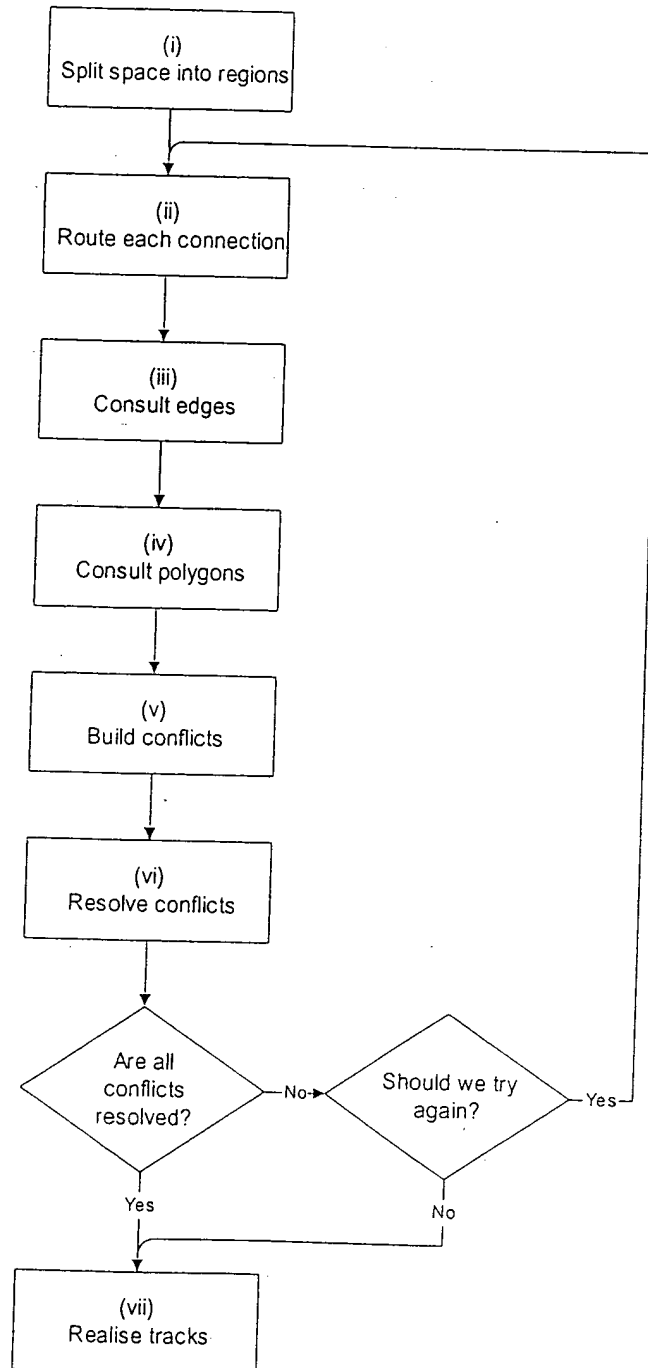 (i)
Split space into regions
(ii)
Route each connection
(iii)
Consult edges
(iv)
Consult polygons
(v)
Build conflicts
(vi)
Resolve conflicts
Are all
conflicts
resolved?
No
Should we try
again?
Yes
Yes
No
(vii)
Realise tracks